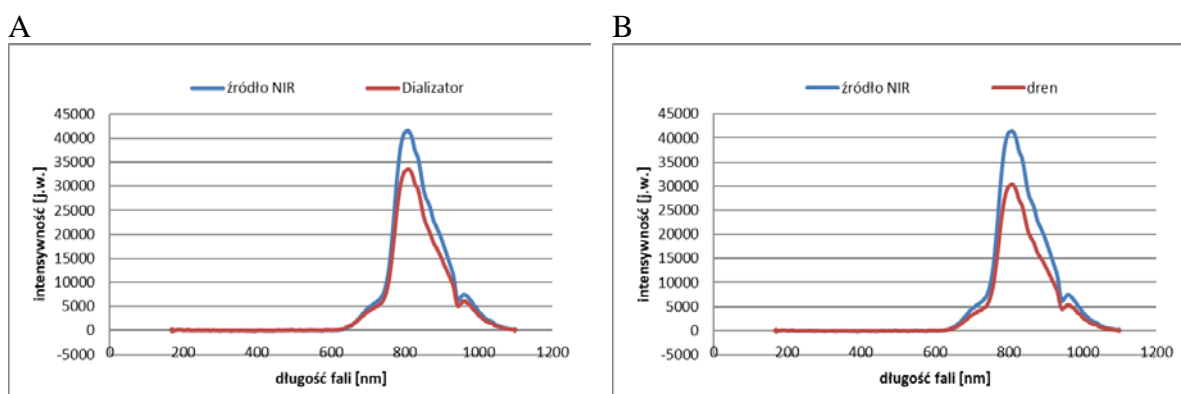 A
źródło NIR Dializator
intensywność [j.w.]
45000
40000
35000
30000
25000
20000
15000
10000
5000
0
-5000
0 200 400 600 800 1000 1200
długość fali [nm]
B
źródło NIR dren
intensywność [j.w.]
45000
40000
35000
30000
25000
20000
15000
10000
5000
0
-5000
0 200 400 600 800 1000 1200
długość fali [nm]